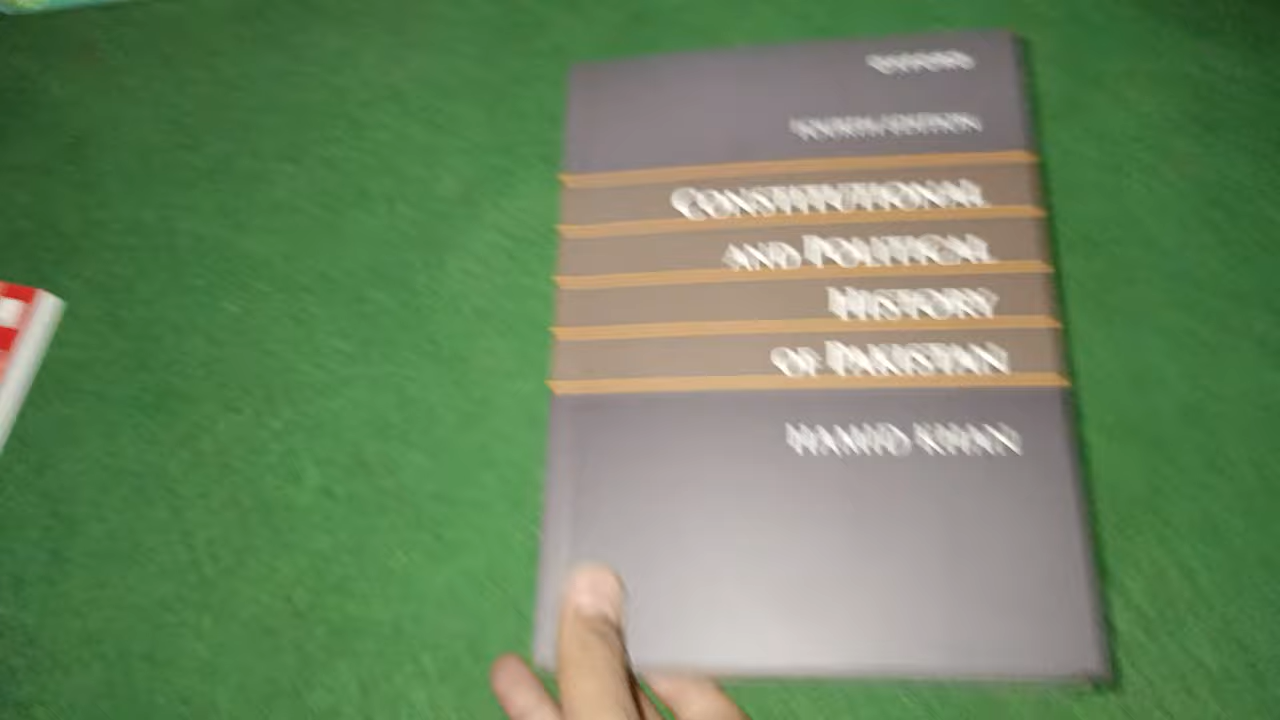 CONSTITUTIONAL
AND POLITICAL
HISTORY
OF PAKISTAN
HAMID KHAN